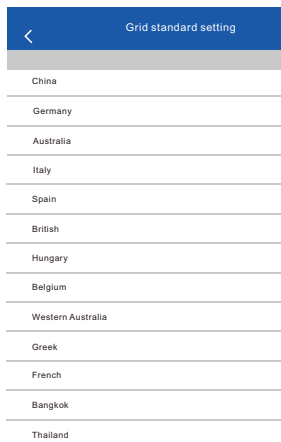 Grid standard setting
China
Germany
Australia
Italy
Spain
British
Hungary
Belgium
Western Australia
Greek
French
Bangkok
Thailand